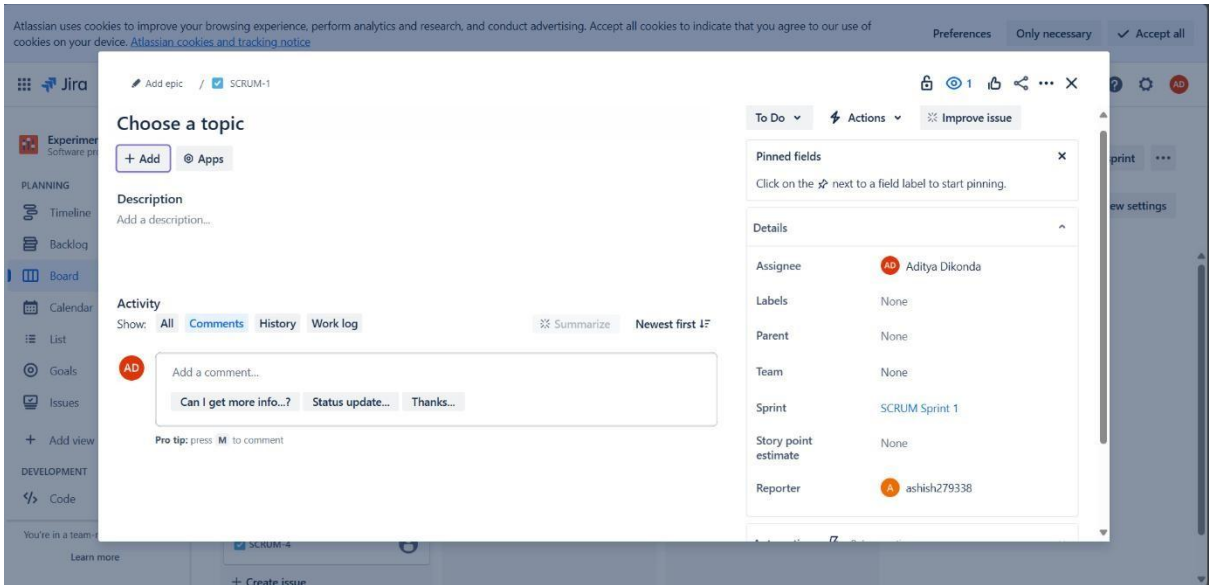 Atlassian uses cookies to improve your browsing experience, perform analytics and research, and conduct advertising. Accept all cookies to indicate that you agree to our use of
cookies on your device. Atlassian cookies and tracking notice
Preferences
Only necessary
Accept all
Jira
AD
Experimen
Software pro
PLANNING
Timeline
Backlog
Board
Calendar
List
Goals
Issues
Add view
DEVELOPMENT
Code
You're in a team-
Learn more
Add epic / SCRUM-1
1
Choose a topic
+ Add
Apps
Description
Add a description...
Activity
Show: All Comments History Work log
Summarize
Newest first
AD
Add a comment...
Can I get more info...? Status update... Thanks...
Pro tip: press M to comment
To Do
Actions
Improve issue
Pinned fields
Click on the next to a field label to start pinning.
Details
Assignee AD Aditya Dikonda
Labels None
Parent None
Team None
Sprint SCRUM Sprint 1
Story point
estimate None
Reporter A ashish279338
print
ew settings
SCRUM-4
+ Create issue